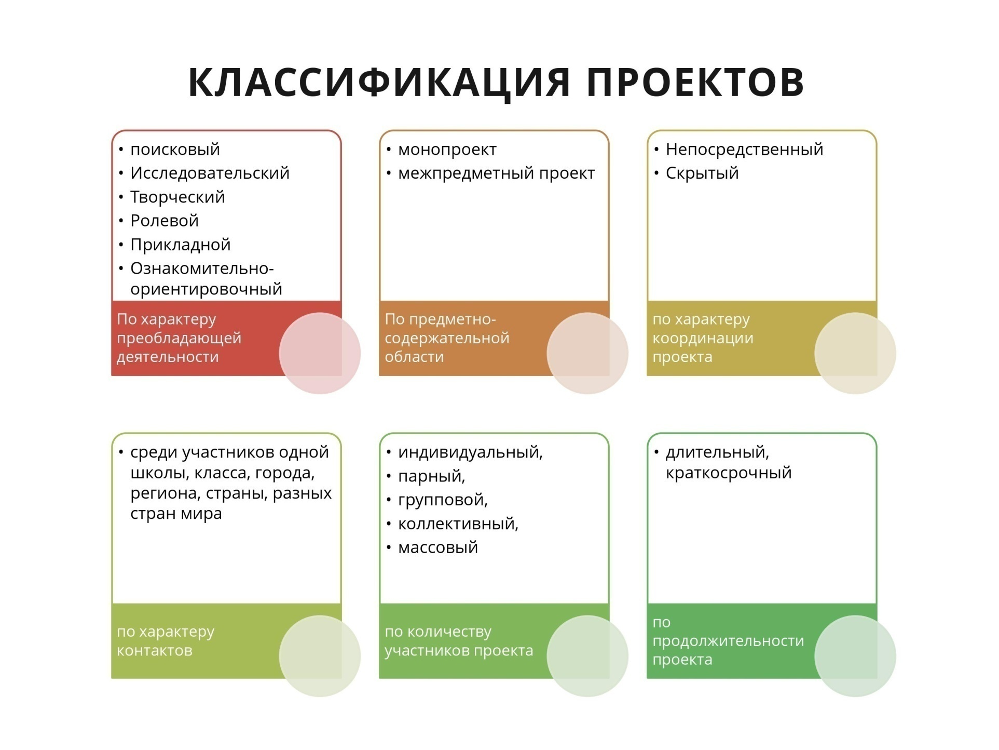 КЛАССИФИКАЦИЯ ПРОЕКТОВ
• поисковый
• Исследовательский
• Творческий
• Ролевой
• Прикладной
• Ознакомительно-
ориентировочный
По характеру
преобладающей
деятельности
• монопроект
• межпредметный проект
По предметно-
содержательной
области
• Непосредственный
• Скрытый
по характеру
координации
проекта
• среди участников одной
школы, класса, города,
региона, страны, разных
стран мира
по характеру
контактов
• индивидуальный,
• парный,
• групповой,
• коллективный,
• массовый
по количеству
участников проекта
• длительный,
краткосрочный
по
продолжительности
проекта